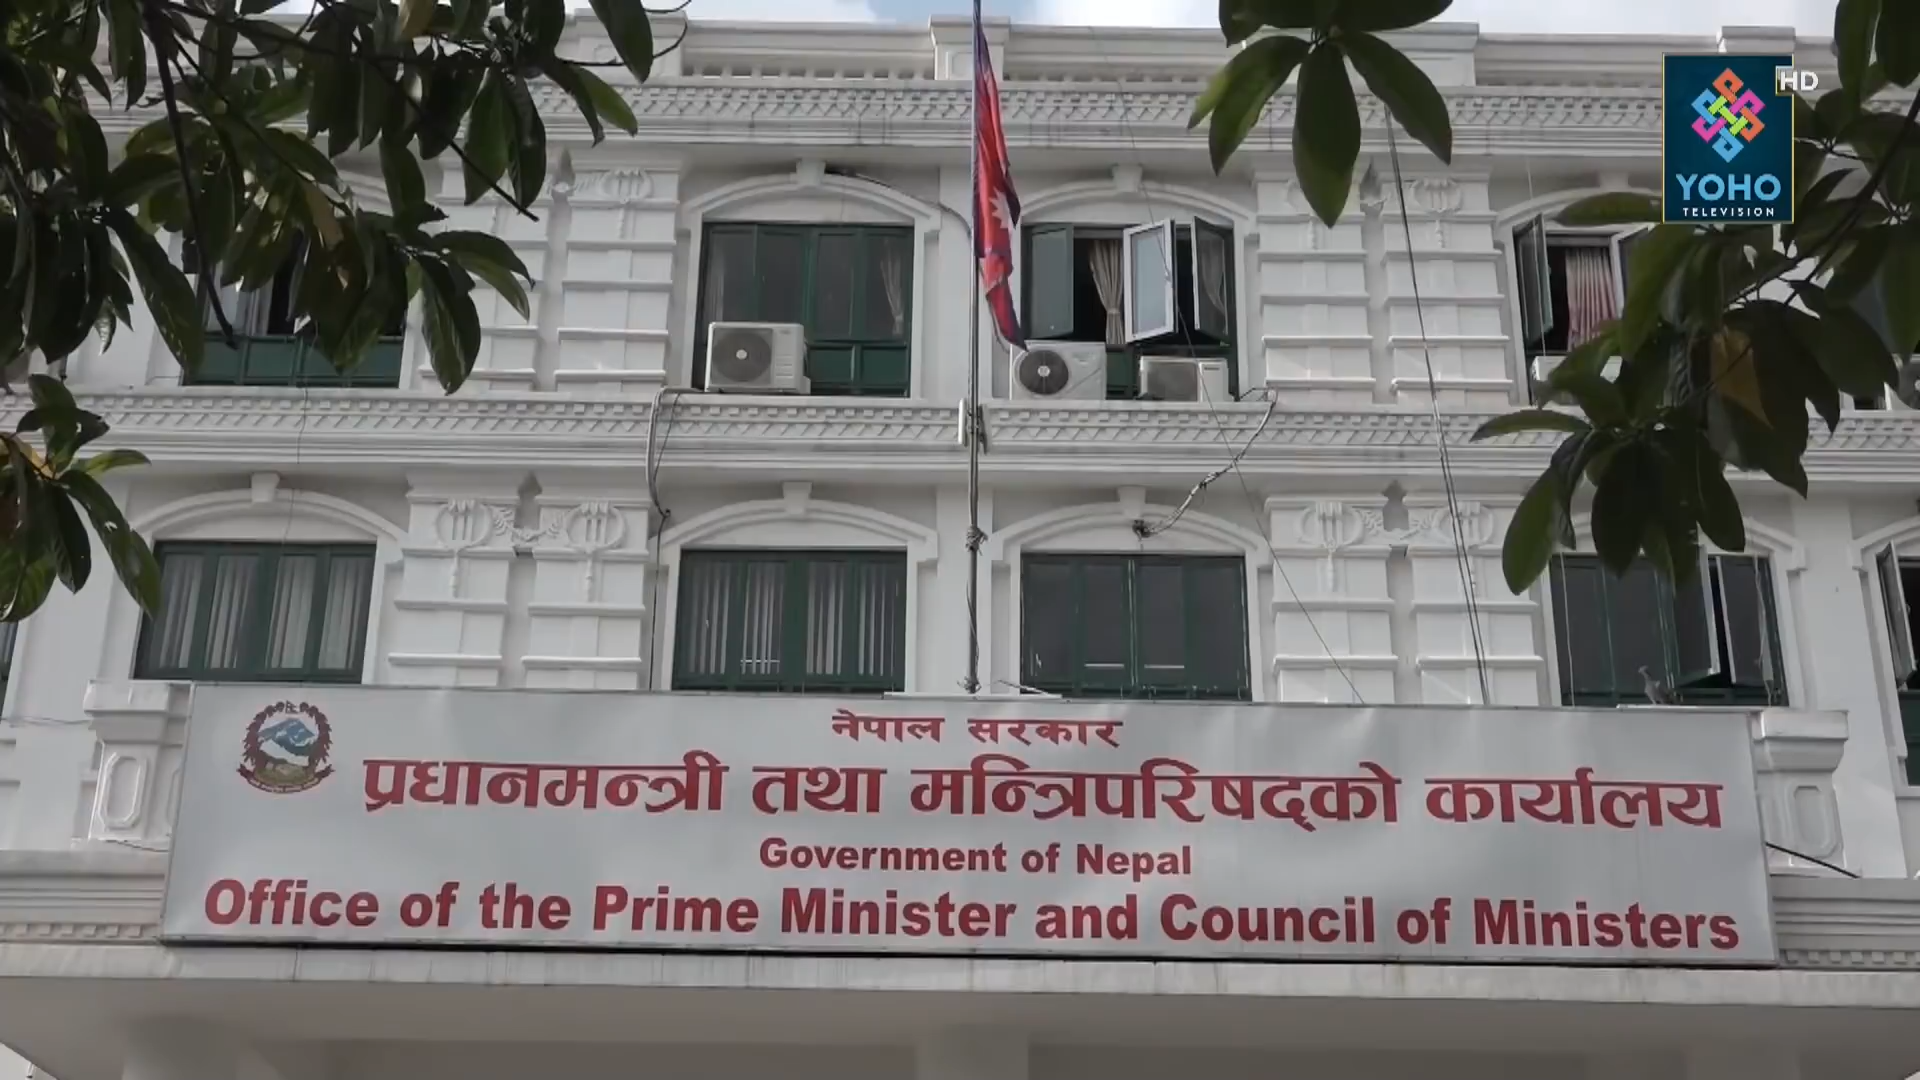 HD
YOHO
TELEVISION
नेपाल सरकार
प्रधानमन्त्री तथा मन्त्रिपरिषद्को कार्यालय
Government of Nepal
Office of the Prime Minister and Council of Ministers